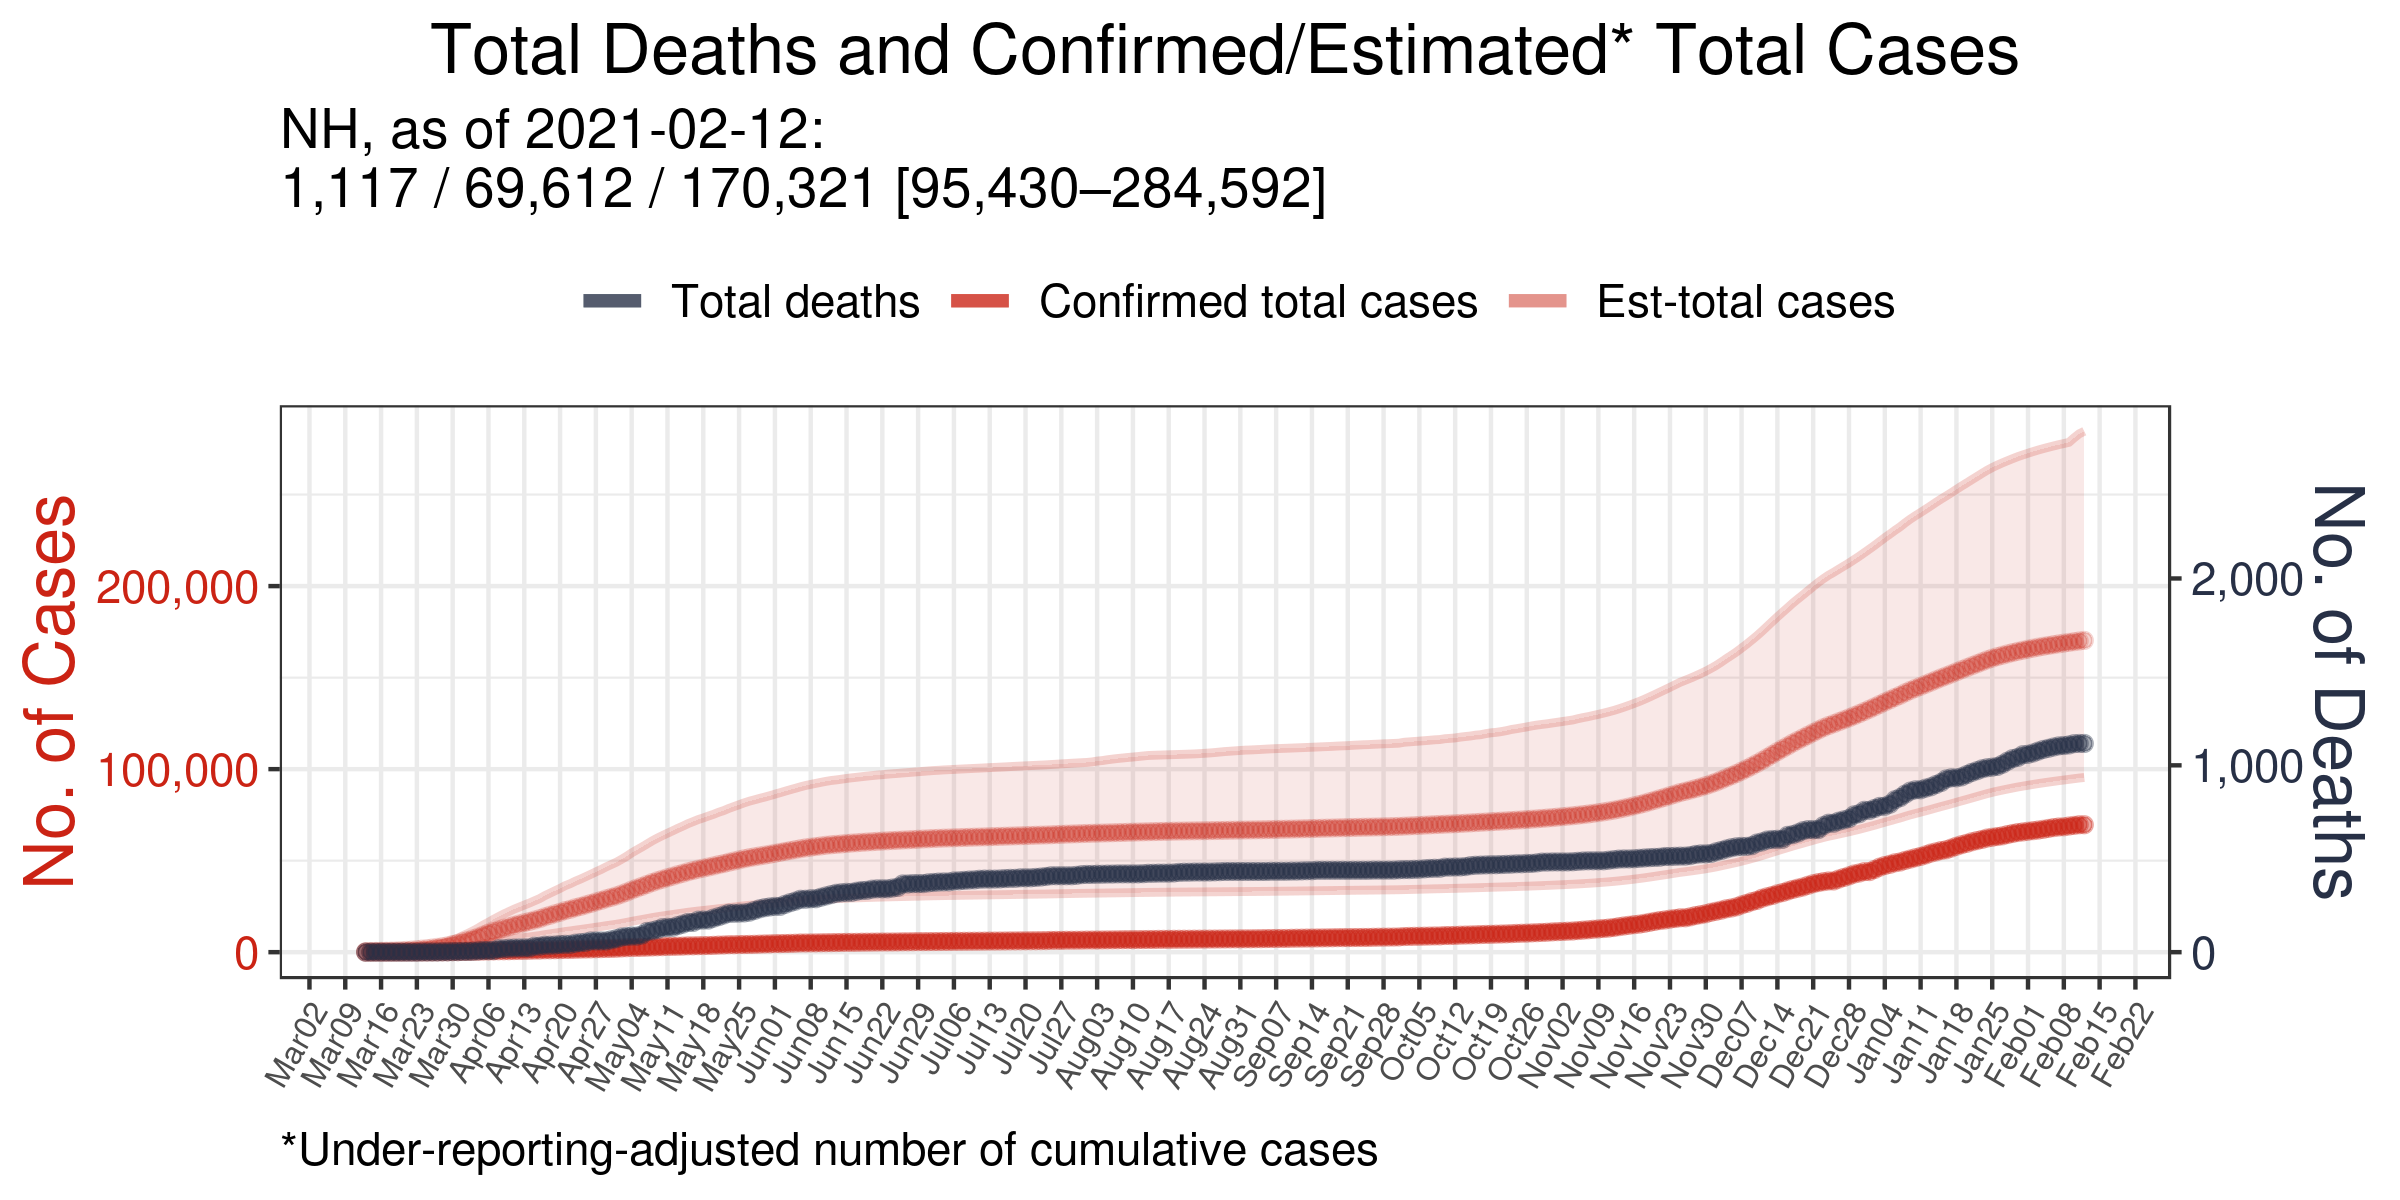 Total Deaths and Confirmed/Estimated* Total Cases
NH, as of 2021-02-12:
1,117 / 69,612 / 170,321 [95,430–284,592]
Total deaths
Confirmed total cases
Est-total cases
No. of Cases
200,000
100,000
0
2,000
1,000
0
No. of Deaths
Mar02
Mar09
Mar16
Mar23
Mar30
Apr06
Apr13
Apr20
Apr27
May04
May11
May18
May25
Jun01
Jun08
Jun15
Jun22
Jun29
Jul06
Jul13
Jul20
Jul27
Aug03
Aug10
Aug17
Aug24
Aug31
Sep07
Sep14
Sep21
Sep28
Oct05
Oct12
Oct19
Oct26
Nov02
Nov09
Nov16
Nov23
Nov30
Dec07
Dec14
Dec21
Dec28
Jan04
Jan11
Jan18
Jan25
Feb01
Feb08
Feb15
Feb22
*Under-reporting-adjusted number of cumulative cases